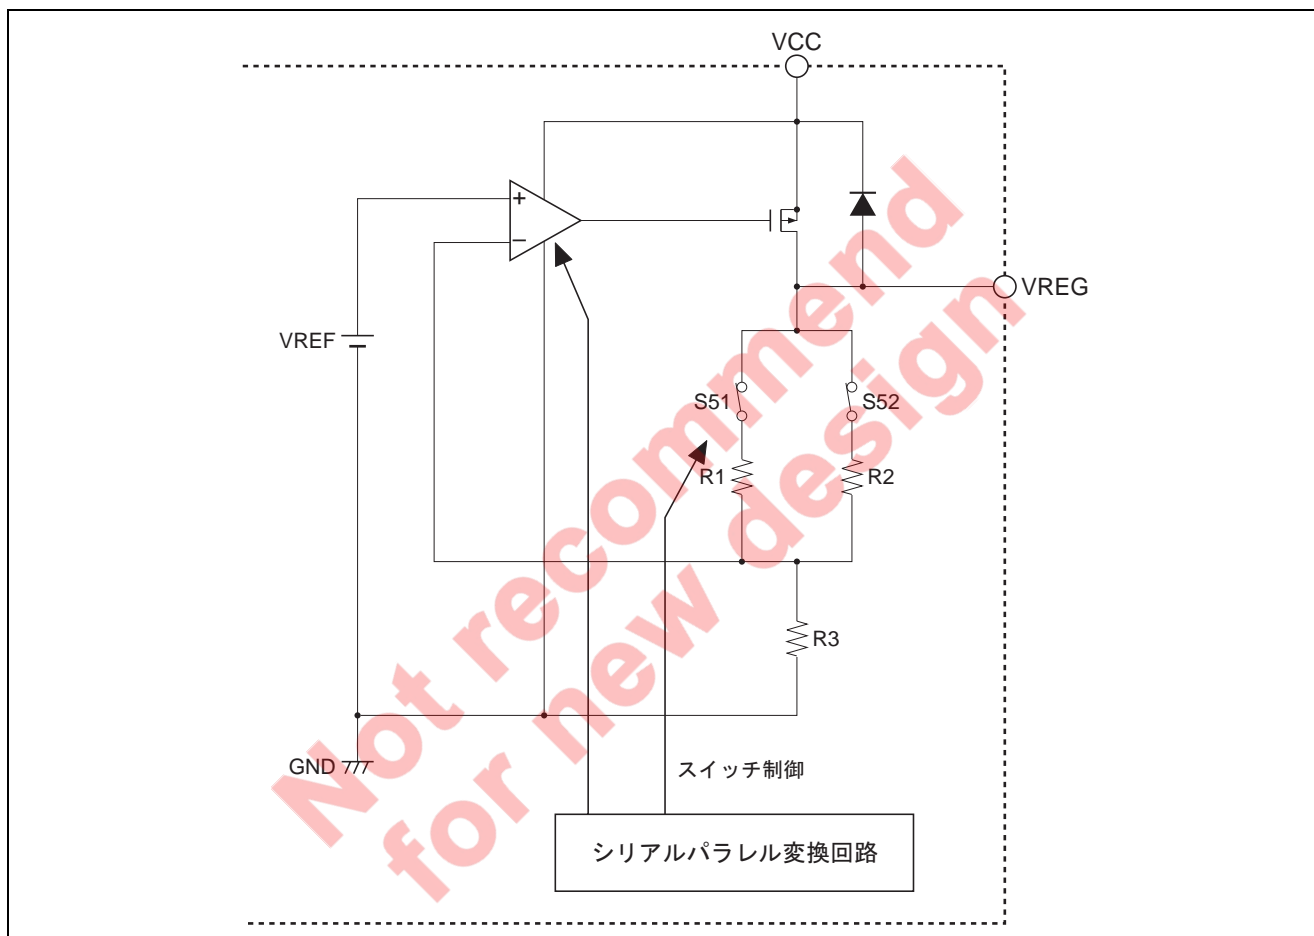 VCC
+
−
VREG
VREF
S51
S52
R1
R2
R3
GND
スイッチ制御
シリアルパラレル変換回路
Not recommend
for new design